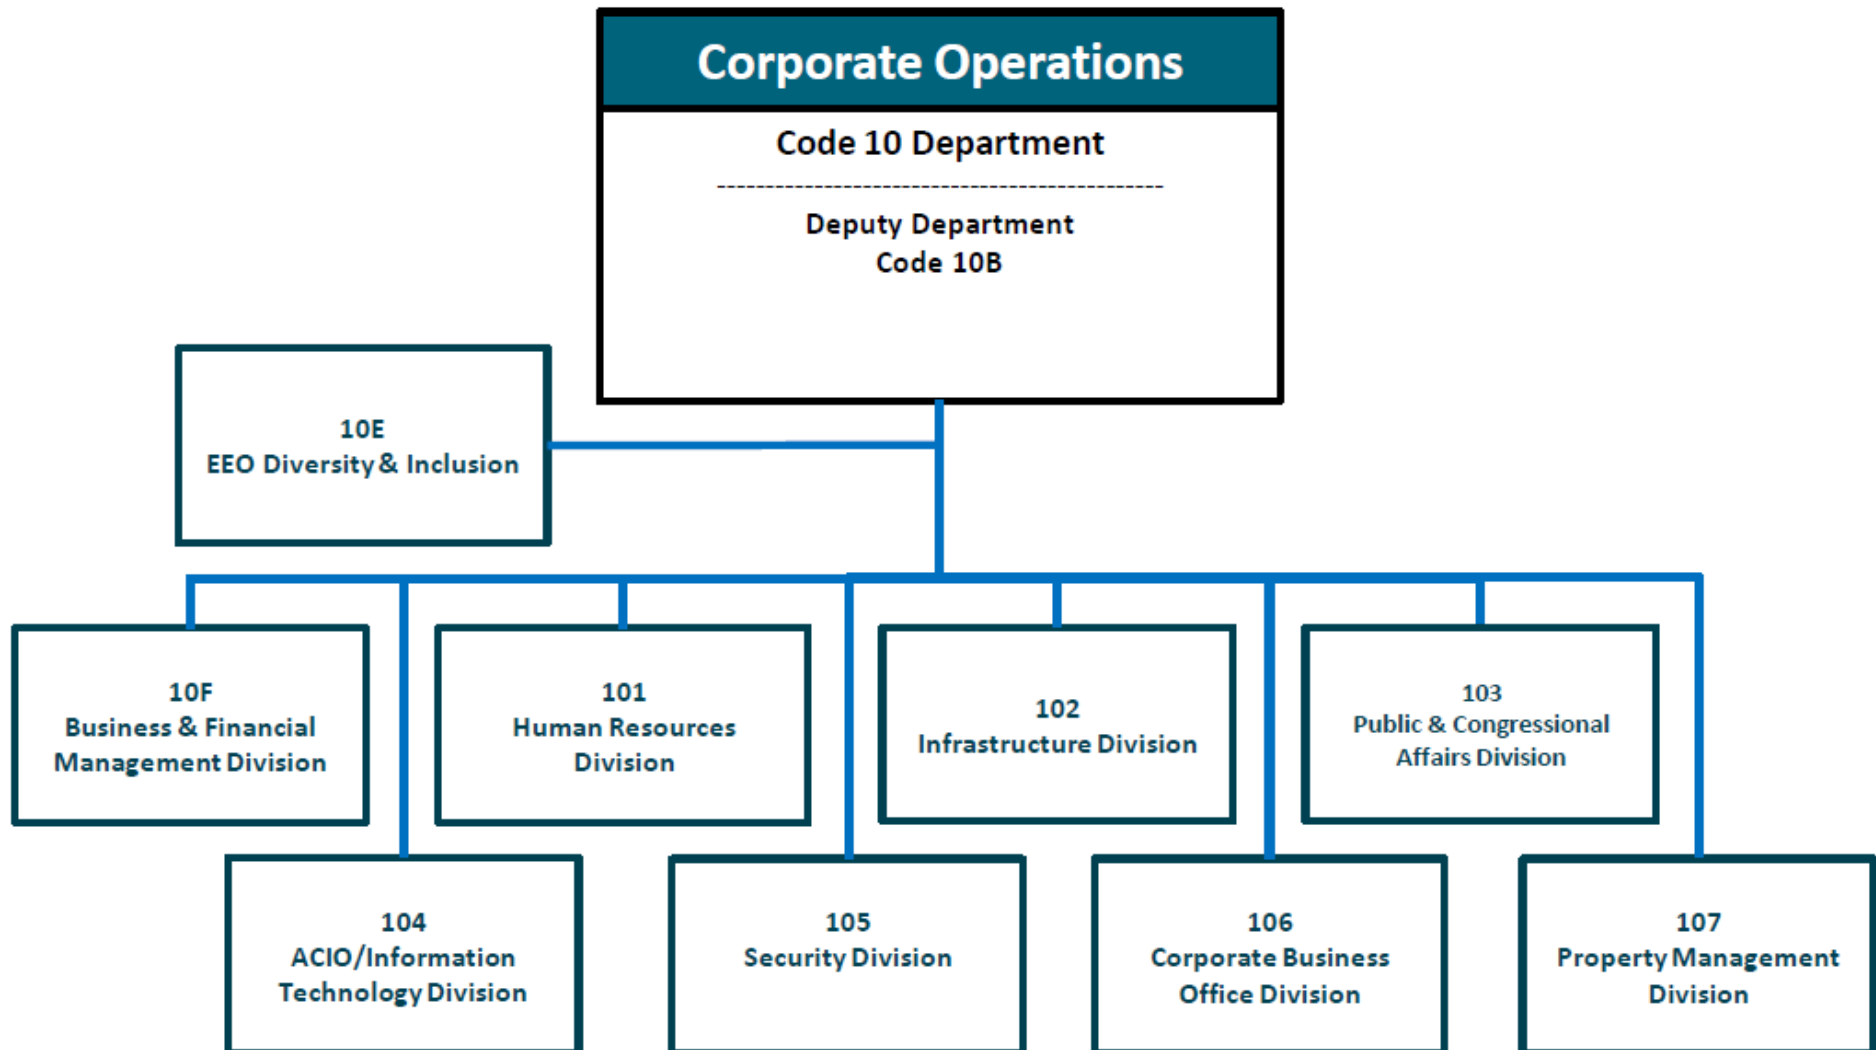 Corporate Operations
Code 10 Department
----------------------------------------------
Deputy Department
Code 10B
10E
EEO Diversity & Inclusion
10F
Business & Financial
Management Division
101
Human Resources
Division
102
Infrastructure Division
103
Public & Congressional
Affairs Division
104
ACIO/Information
Technology Division
105
Security Division
106
Corporate Business
Office Division
107
Property Management
Division